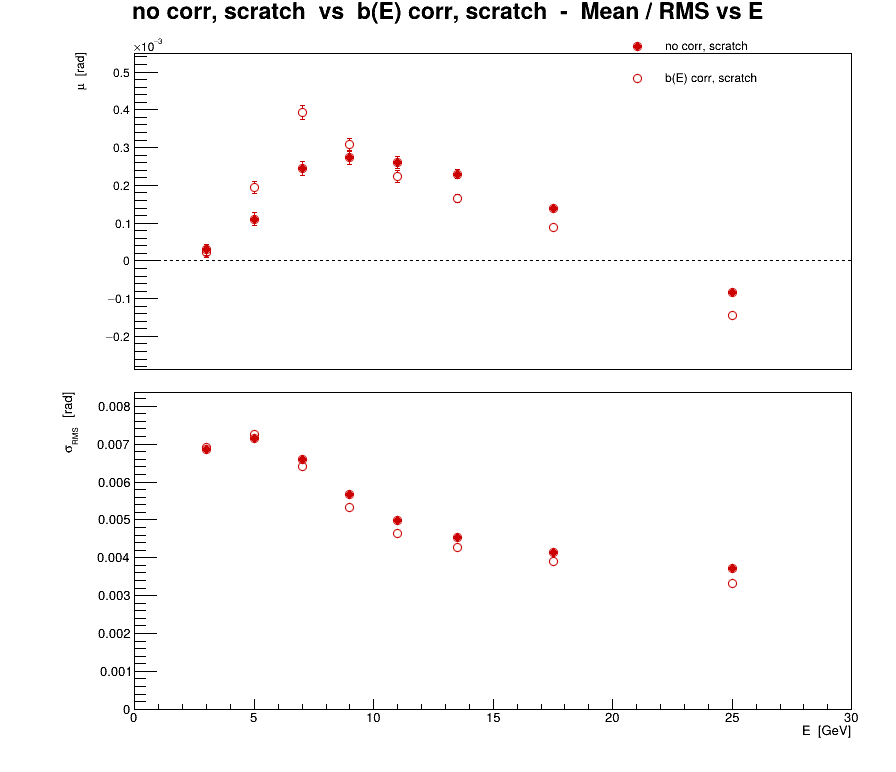 no corr, scratch vs b(E) corr, scratch - Mean / RMS vs E
×10⁻³
no corr, scratch
b(E) corr, scratch
μ [rad]
0.5
0.4
0.3
0.2
0.1
0
−0.1
−0.2
σRMS [rad]
0.008
0.007
0.006
0.005
0.004
0.003
0.002
0.001
0
0 5 10 15 20 25 30
E [GeV]